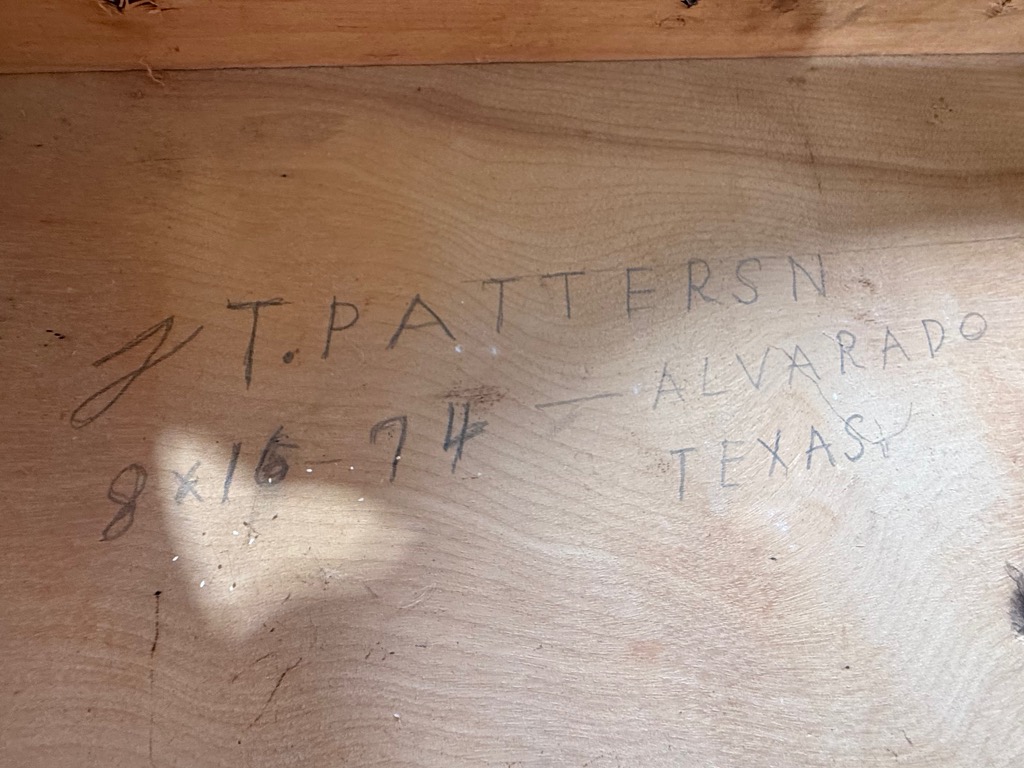 J T. PATTERSN
8x16-74 — ALVARADO
TEXAS